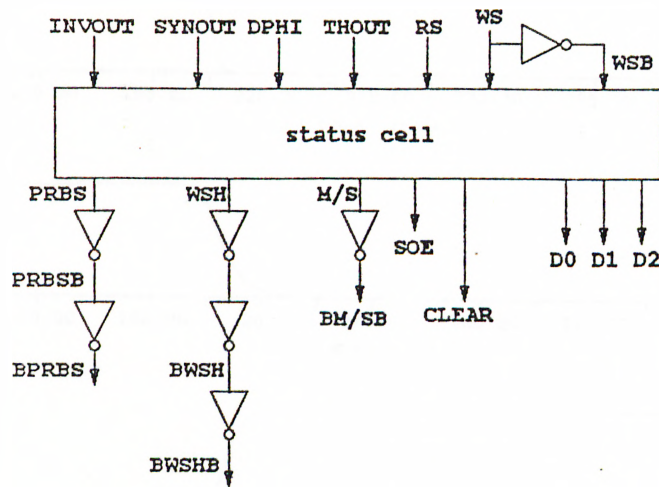 INVOUT SYNOUT DPHI THOUT RS WS
WSB
status cell
PRBS WSH M/S
SOE D0 D1 D2
PRBSB
BM/SB CLEAR
BPRBS BWSH
BWSHB